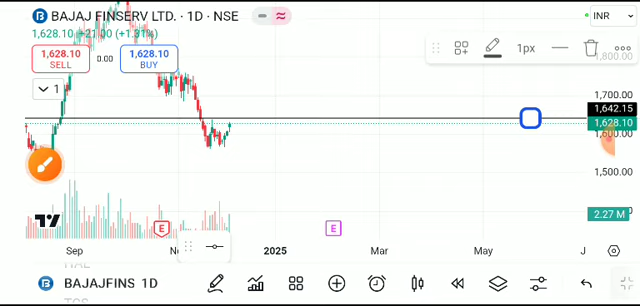 BAJAJ FINSERV LTD. · 1D · NSE
INR
1,628.10 +21.00 (+1.31%)
1,628.10
SELL
0.00
1,628.10
BUY
1px
1
1,800.00
1,700.00
1,642.15
1,628.10
1,600.00
1,500.00
2.27 M
E
E
Sep
2025
Mar
May
J
BAJAJFINS 1D